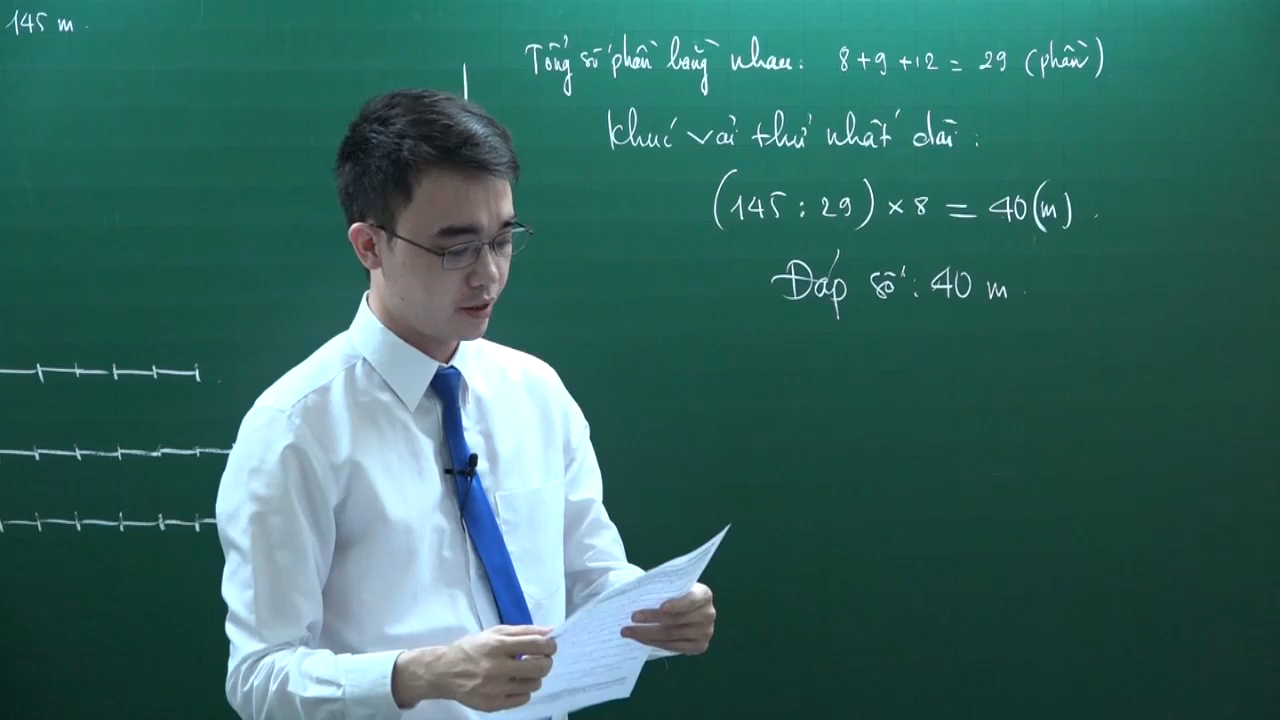 145 m.
Tổng số phần bằng nhau: 8 + 9 + 12 = 29 (phần)
Khúc vải thứ nhất dài:
(145 : 29) × 8 = 40 (m).
Đáp số: 40 m.